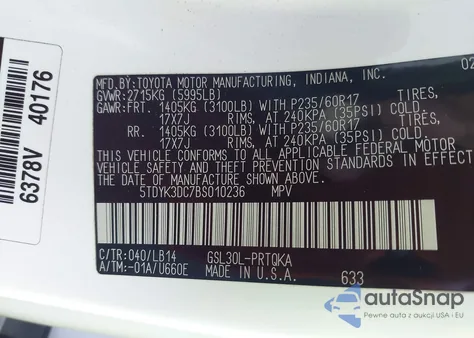 6378V 40176
MFD.BY:TOYOTA MOTOR MANUFACTURING, INDIANA, INC. 02
GVWR:2715KG (5995LB)
GAWR:FRT. 1405KG (3100LB) WITH P235/60R17 TIRES,
17X7J RIMS, AT 240KPA (35PSI) COLD.
RR. 1405KG (3100LB) WITH P235/60R17 TIRES,
17X7J RIMS, AT 240KPA (35PSI) COLD.
THIS VEHICLE CONFORMS TO ALL APPLICABLE FEDERAL MOTOR
VEHICLE SAFETY AND THEFT PREVENTION STANDARDS IN EFFECT
ON THE DATE OF MANUFACTURE SHOWN ABOVE.
5TDYK3DC7BS010236 MPV
C/TR:040/LB14 GSL30L-PRTQKA
A/TM:-01A/U660E MADE IN U.S.A. 633
autoSnap
Pewne auta z USA i Kanady